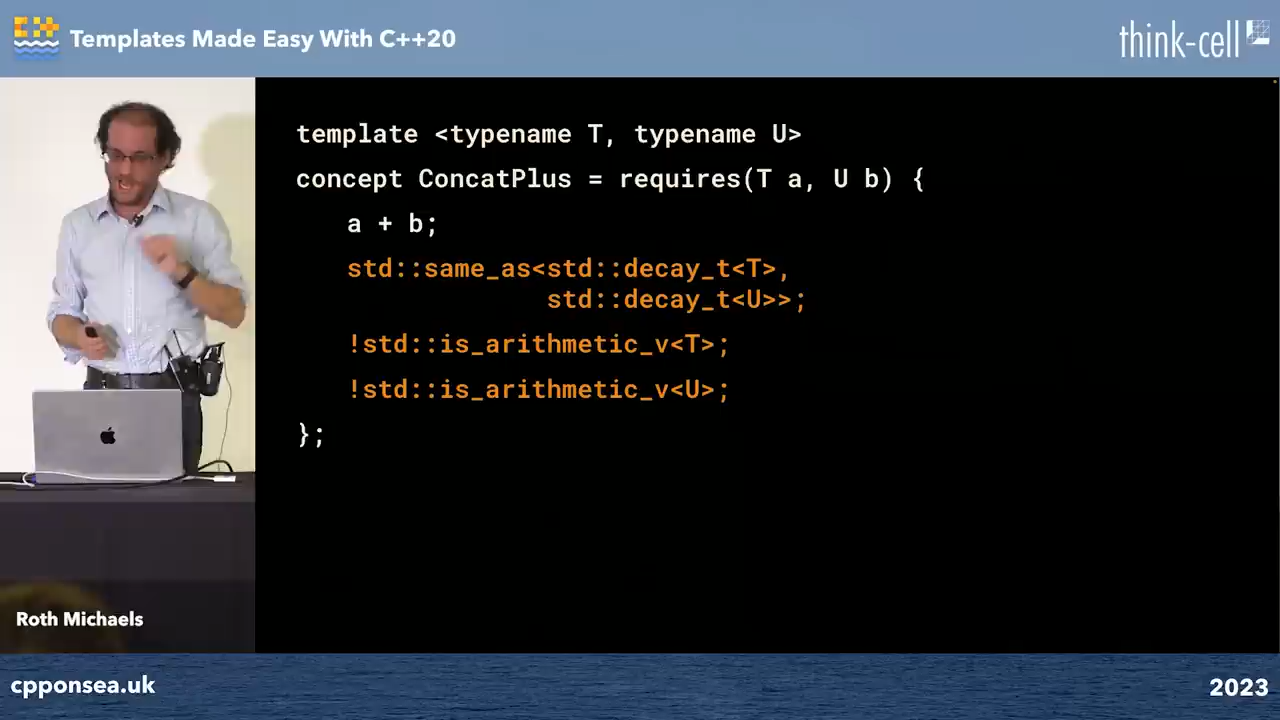 Templates Made Easy With C++20
think-cell
template <typename T, typename U>
concept ConcatPlus = requires(T a, U b) {
a + b;
std::same_as<std::decay_t<T>,
std::decay_t<U>>;
!std::is_arithmetic_v<T>;
!std::is_arithmetic_v<U>;
};
Roth Michaels
cpponsea.uk
2023